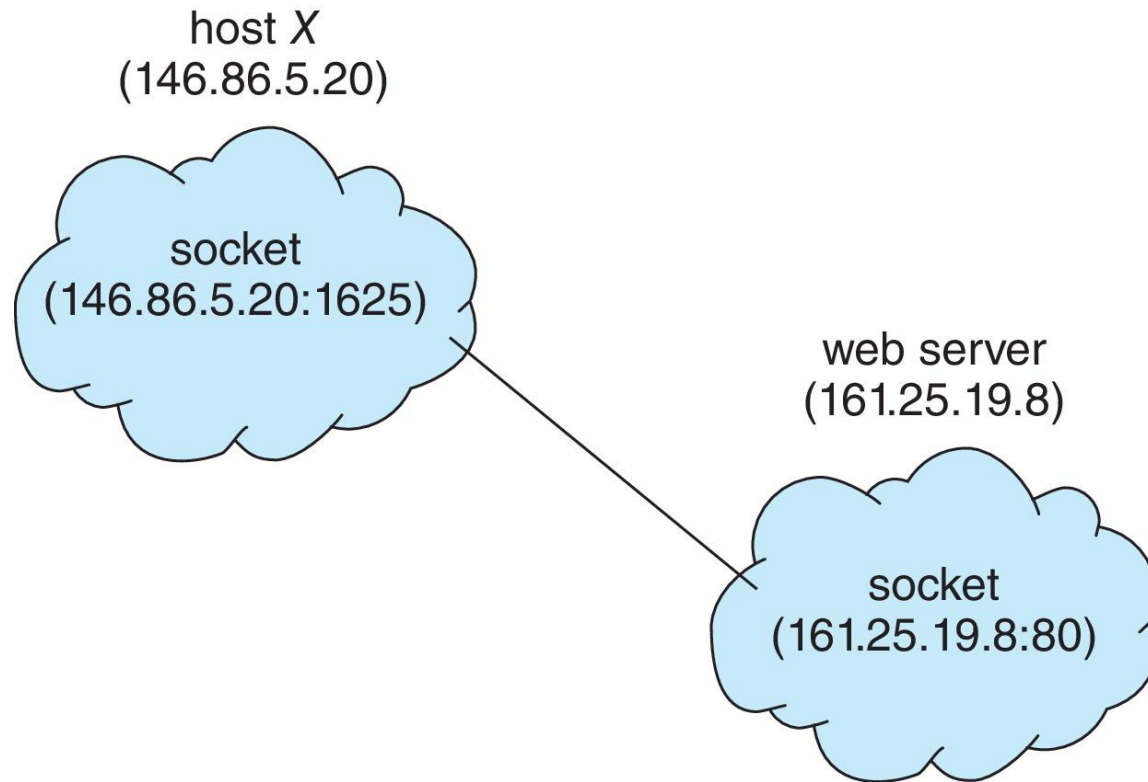 host X
(146.86.5.20)
socket
(146.86.5.20:1625)
web server
(161.25.19.8)
socket
(161.25.19.8:80)